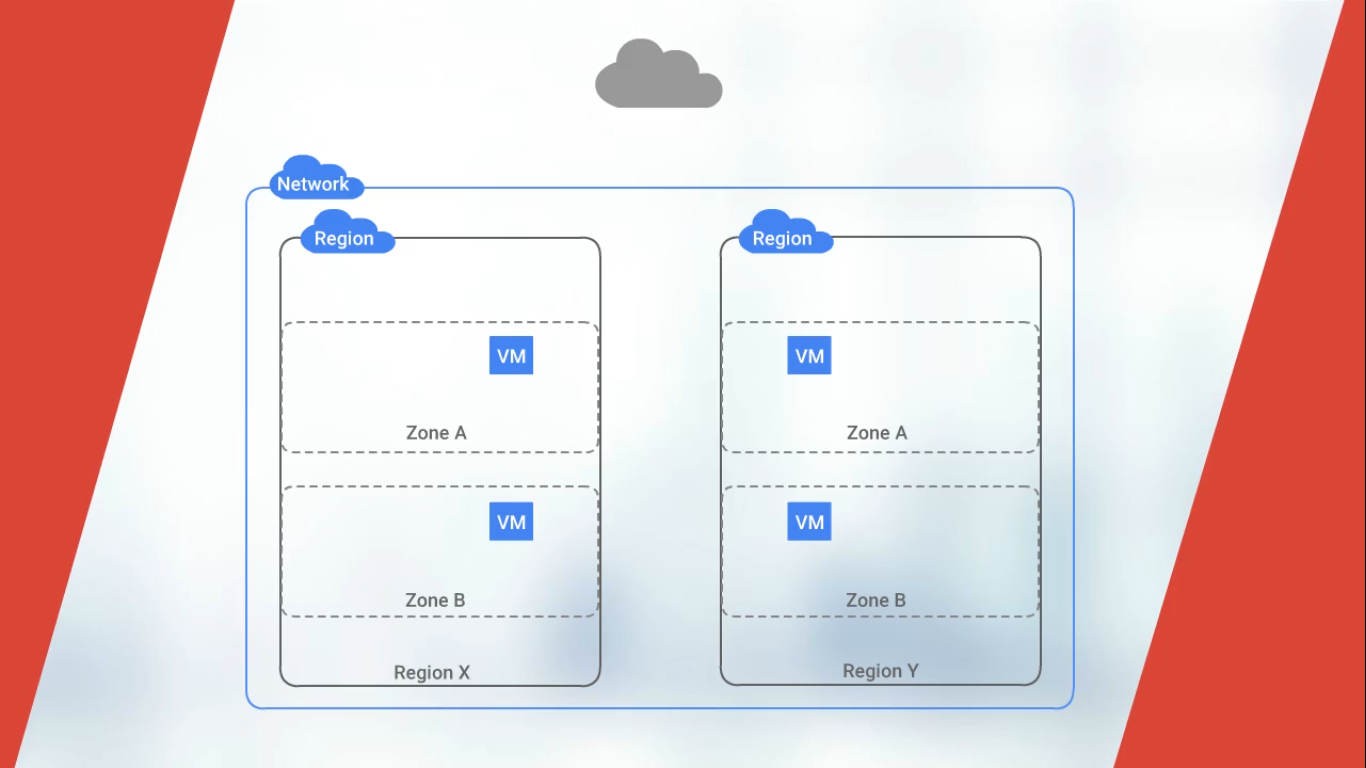 Network
Region
Region
VM
VM
Zone A
Zone A
VM
VM
Zone B
Zone B
Region X
Region Y